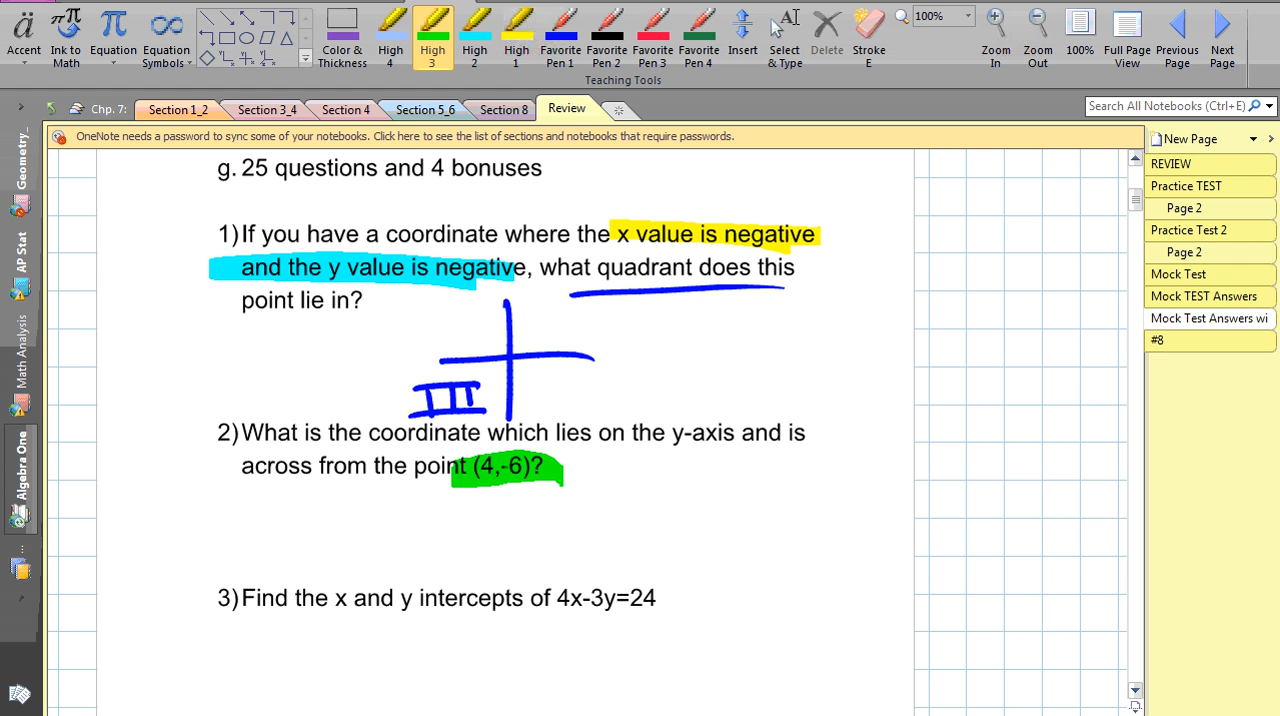 Accent
Ink to Math
Equation
Equation Symbols
Color & Thickness
High 4
High 3
High 2
High 1
Favorite Pen 1
Favorite Pen 2
Favorite Pen 3
Favorite Pen 4
Insert
Select & Type
Delete
Stroke E
100%
Zoom In
Zoom Out
100%
Full Page View
Previous Page
Next Page
Teaching Tools
Chp. 7:
Section 1_2
Section 3_4
Section 4
Section 5_6
Section 8
Review
Search All Notebooks (Ctrl+E)
OneNote needs a password to sync some of your notebooks. Click here to see the list of sections and notebooks that require passwords.
Geometry
AP Stat
Math Analysis
Algebra One
g. 25 questions and 4 bonuses
1) If you have a coordinate where the x value is negative
and the y value is negative, what quadrant does this
point lie in?
III
2) What is the coordinate which lies on the y-axis and is
across from the point (4,-6)?
3) Find the x and y intercepts of 4x-3y=24
New Page
REVIEW
Practice TEST
Page 2
Practice Test 2
Page 2
Mock Test
Mock TEST Answers
Mock Test Answers wi
#8